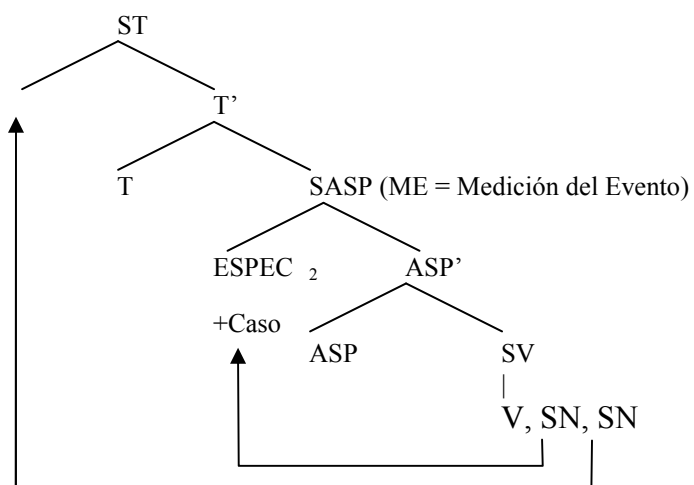 ST
T’
T SASP (ME = Medición del Evento)
ESPEC ₂ ASP’
+Caso
ASP SV
V, SN, SN